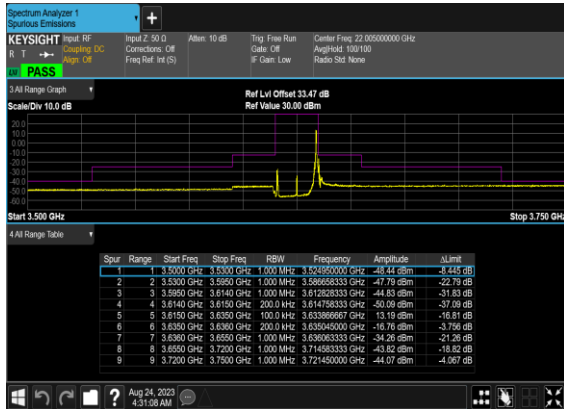 Spectrum Analyzer 1
Spurious Emissions
+
KEYSIGHT Input: RF Input Z: 50 Ω Atten: 10 dB Trig: Free Run Center Freq: 22.005000000 GHz
R T Coupling: DC Corrections: Off Gate: Off Avg|Hold: 100/100
Align: Off Freq Ref: Int (S) IF Gain: Low Radio Std: None
PASS
3 All Range Graph Ref Lvl Offset 33.47 dB
Scale/Div 10.0 dB Ref Value 30.00 dBm
20.0
10.0
0.00
-10.0
-20.0
-30.0
-40.0
-50.0
-60.0
Start 3.500 GHz Stop 3.750 GHz
4 All Range Table
Spur Range Start Freq Stop Freq RBW Frequency Amplitude ΔLimit
1 1 3.5000 GHz 3.5300 GHz 1.000 MHz 3.524950000 GHz -48.44 dBm -8.445 dB
2 2 3.5300 GHz 3.5950 GHz 1.000 MHz 3.586658333 GHz -47.79 dBm -22.79 dB
3 3 3.5950 GHz 3.6140 GHz 1.000 MHz 3.612828333 GHz -44.83 dBm -31.83 dB
4 4 3.6140 GHz 3.6150 GHz 200.0 kHz 3.614758333 GHz -50.09 dBm -37.09 dB
5 5 3.6150 GHz 3.6350 GHz 100.0 kHz 3.633866667 GHz 13.19 dBm -16.81 dB
6 6 3.6350 GHz 3.6360 GHz 200.0 kHz 3.635045000 GHz -16.76 dBm -3.756 dB
7 7 3.6360 GHz 3.6550 GHz 1.000 MHz 3.636063333 GHz -34.26 dBm -21.26 dB
8 8 3.6550 GHz 3.7200 GHz 1.000 MHz 3.714583333 GHz -43.82 dBm -18.82 dB
9 9 3.7200 GHz 3.7500 GHz 1.000 MHz 3.721450000 GHz -44.07 dBm -4.067 dB
? Aug 24, 2023
4:31:08 AM